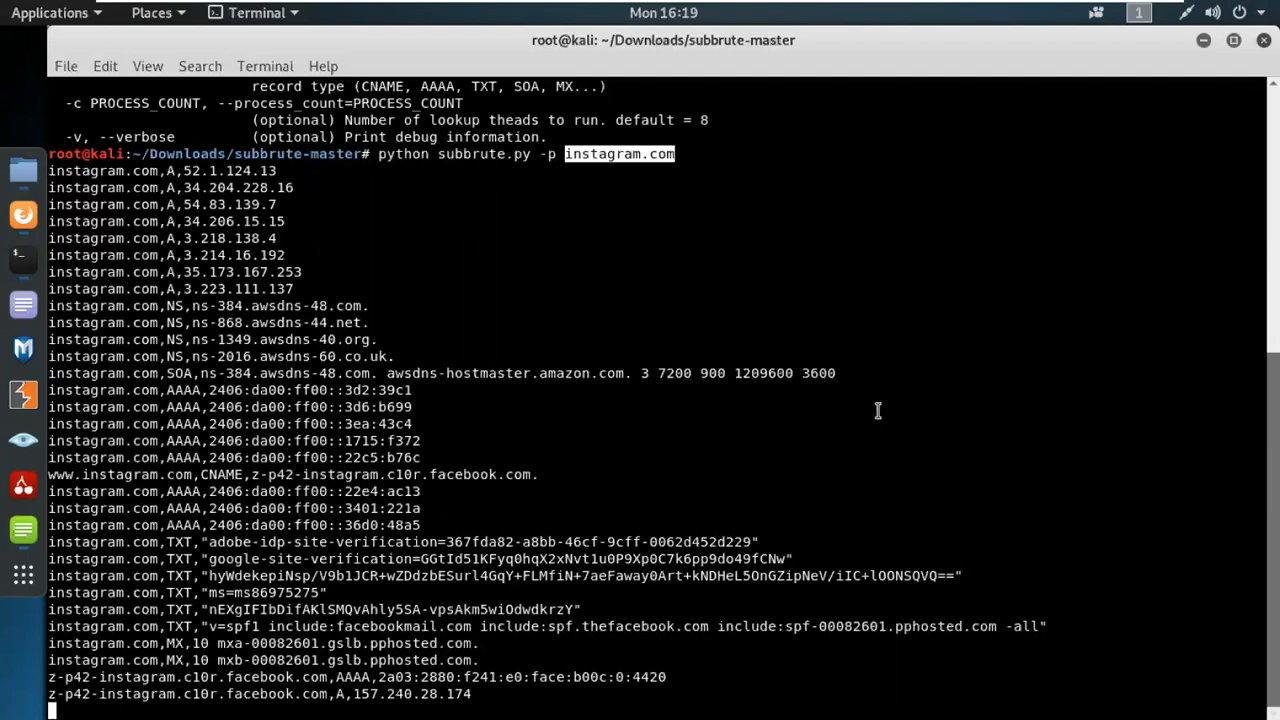 Applications Places Terminal Mon 16:19 1
root@kali: ~/Downloads/subbrute-master
File Edit View Search Terminal Help
record type (CNAME, AAAA, TXT, SOA, MX...)
-c PROCESS_COUNT, --process_count=PROCESS_COUNT
(optional) Number of lookup theads to run. default = 8
-v, --verbose (optional) Print debug information.
root@kali:~/Downloads/subbrute-master# python subbrute.py -p instagram.com
instagram.com,A,52.1.124.13
instagram.com,A,34.204.228.16
instagram.com,A,54.83.139.7
instagram.com,A,34.206.15.15
instagram.com,A,3.218.138.4
instagram.com,A,3.214.16.192
instagram.com,A,35.173.167.253
instagram.com,A,3.223.111.137
instagram.com,NS,ns-384.awsdns-48.com.
instagram.com,NS,ns-868.awsdns-44.net.
instagram.com,NS,ns-1349.awsdns-40.org.
instagram.com,NS,ns-2016.awsdns-60.co.uk.
instagram.com,SOA,ns-384.awsdns-48.com. awsdns-hostmaster.amazon.com. 3 7200 900 1209600 3600
instagram.com,AAAA,2406:da00:ff00::3d2:39c1
instagram.com,AAAA,2406:da00:ff00::3d6:b699
instagram.com,AAAA,2406:da00:ff00::3ea:43c4
instagram.com,AAAA,2406:da00:ff00::1715:f372
instagram.com,AAAA,2406:da00:ff00::22c5:b76c
www.instagram.com,CNAME,z-p42-instagram.c10r.facebook.com.
instagram.com,AAAA,2406:da00:ff00::22e4:ac13
instagram.com,AAAA,2406:da00:ff00::3401:221a
instagram.com,AAAA,2406:da00:ff00::36d0:48a5
instagram.com,TXT,"adobe-idp-site-verification=367fda82-a8bb-46cf-9cff-0062d452d229"
instagram.com,TXT,"google-site-verification=GGtId51KFyq0hqX2xNvt1u0P9Xp0C7k6pp9do49fCNw"
instagram.com,TXT,"hyWdekepiNsp/V9b1JCR+wZDdzbESurl4GqY+FLMfiN+7aeFaway0Art+kNDHeL5OnGZipNeV/iIC+lOONSQVQ=="
instagram.com,TXT,"ms=ms86975275"
instagram.com,TXT,"nEXgIFIbDifAKlSMQvAhly5SA-vpsAkm5wiOdwdkrzY"
instagram.com,TXT,"v=spf1 include:facebookmail.com include:spf.thefacebook.com include:spf-00082601.pphosted.com -all"
instagram.com,MX,10 mxa-00082601.gslb.pphosted.com.
instagram.com,MX,10 mxb-00082601.gslb.pphosted.com.
z-p42-instagram.c10r.facebook.com,AAAA,2a03:2880:f241:e0:face:b00c:0:4420
z-p42-instagram.c10r.facebook.com,A,157.240.28.174